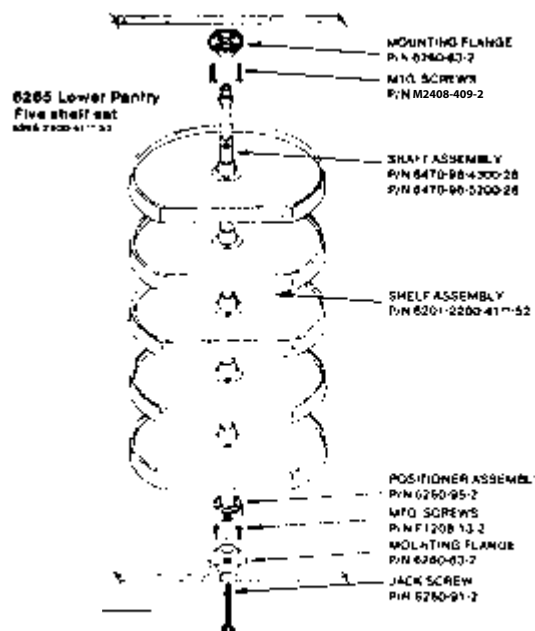 MOUNTING FLANGE
P/N 6260-83-2
MTG. SCREWS
P/N M2408-409-2
6265 Lower Pantry
Five shelf set
SHAFT ASSEMBLY
P/N 6470-96-4300-26
P/N 6470-96-5200-26
SHELF ASSEMBLY
P/N 6201-2200-41
POSITIONER ASSEMBLY
P/N 6260-95-2
MTG. SCREWS
P/N
MOUNTING FLANGE
P/N 6260-83-2
JACK SCREW
P/N 6260-91-2